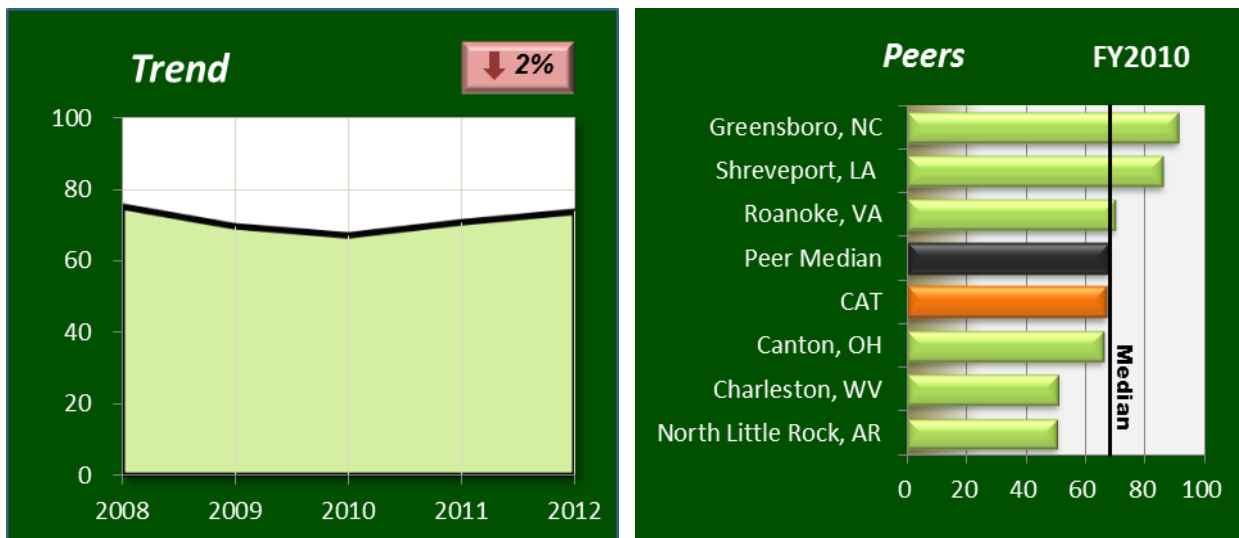 Trend
2%
100
80
60
40
20
0
2008 2009 2010 2011 2012
Peers FY2010
Greensboro, NC
Shreveport, LA
Roanoke, VA
Peer Median
CAT
Canton, OH
Charleston, WV
North Little Rock, AR
Median
0 20 40 60 80 100